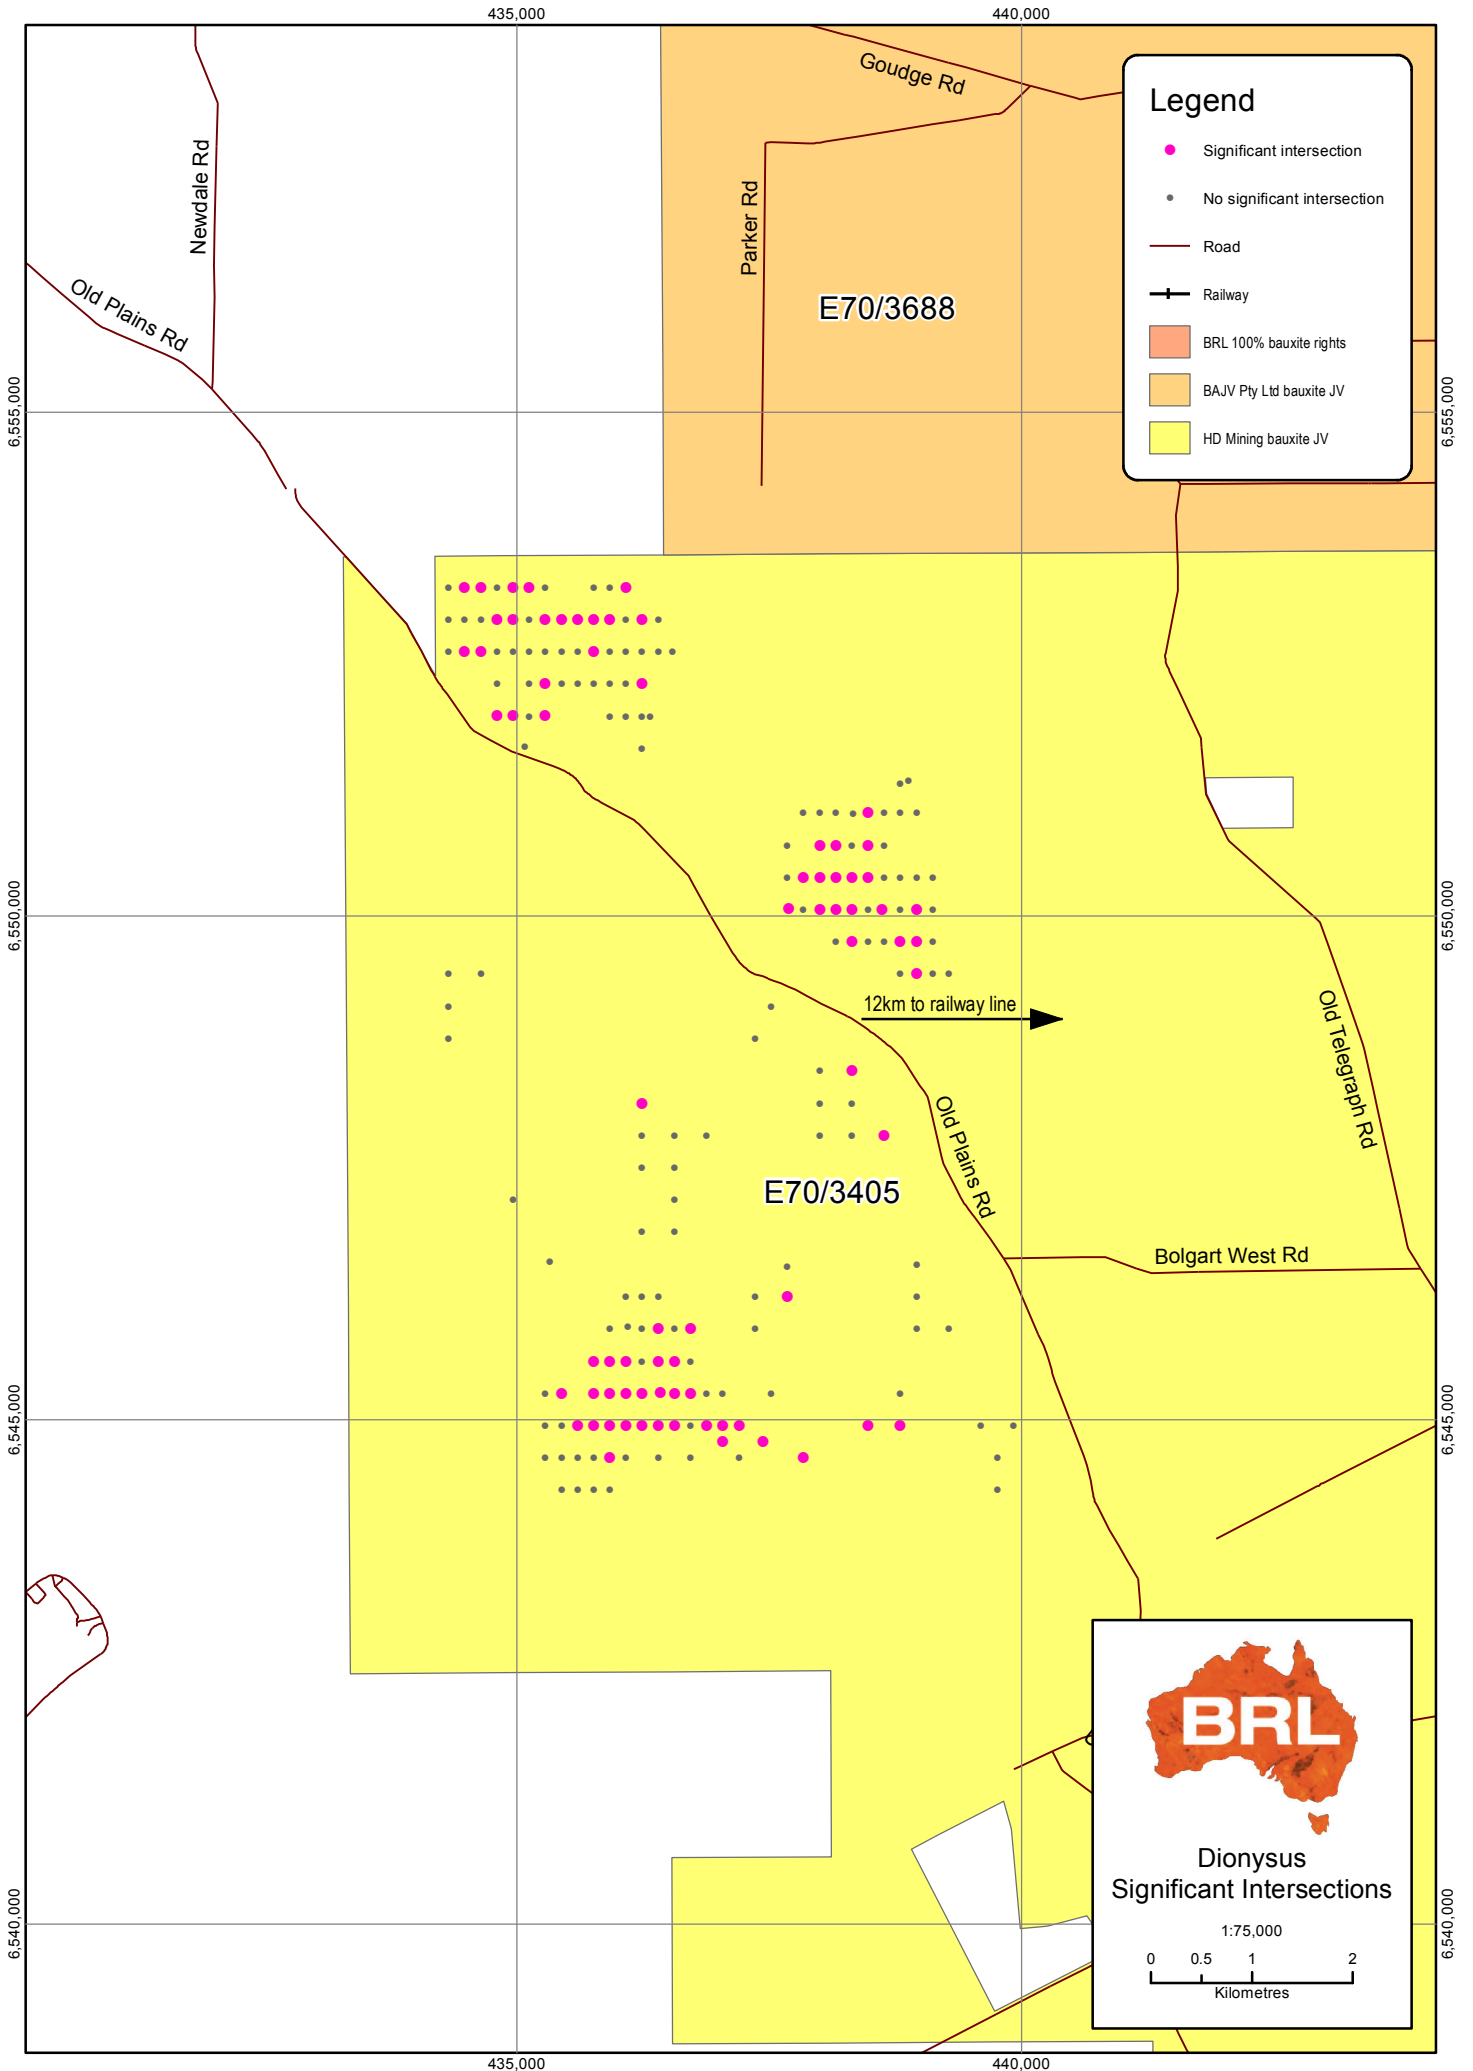 435,000
440,000
Goudge Rd
Legend
Significant intersection
No significant intersection
Road
Railway
BRL 100% bauxite rights
BAJV Pty Ltd bauxite JV
HD Mining bauxite JV
Newdale Rd
Parker Rd
Old Plains Rd
E70/3688
6,555,000
6,555,000
6,550,000
6,550,000
12km to railway line
Old Telegraph Rd
Old Plains Rd
E70/3405
Bolgart West Rd
6,545,000
6,545,000
BRL
Dionysus
Significant Intersections
1:75,000
0 0.5 1 2
Kilometres
6,540,000
6,540,000
435,000
440,000